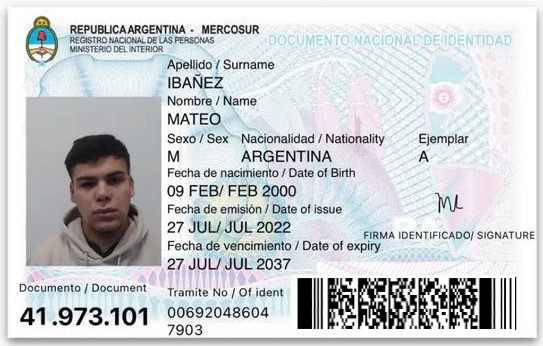 REPUBLICA ARGENTINA - MERCOSUR
REGISTRO NACIONAL DE LAS PERSONAS
MINISTERIO DEL INTERIOR
DOCUMENTO NACIONAL DE IDENTIDAD
Apellido / Surname
IBAÑEZ
Nombre / Name
MATEO
Sexo / Sex Nacionalidad / Nationality Ejemplar
M ARGENTINA A
Fecha de nacimiento / Date of Birth
09 FEB/ FEB 2000
Fecha de emisión / Date of issue
27 JUL/ JUL 2022
FIRMA IDENTIFICADO/ SIGNATURE
Fecha de vencimiento / Date of expiry
27 JUL/ JUL 2037
Documento / Document
41.973.101
Tramite No / Of ident
00692048604
7903